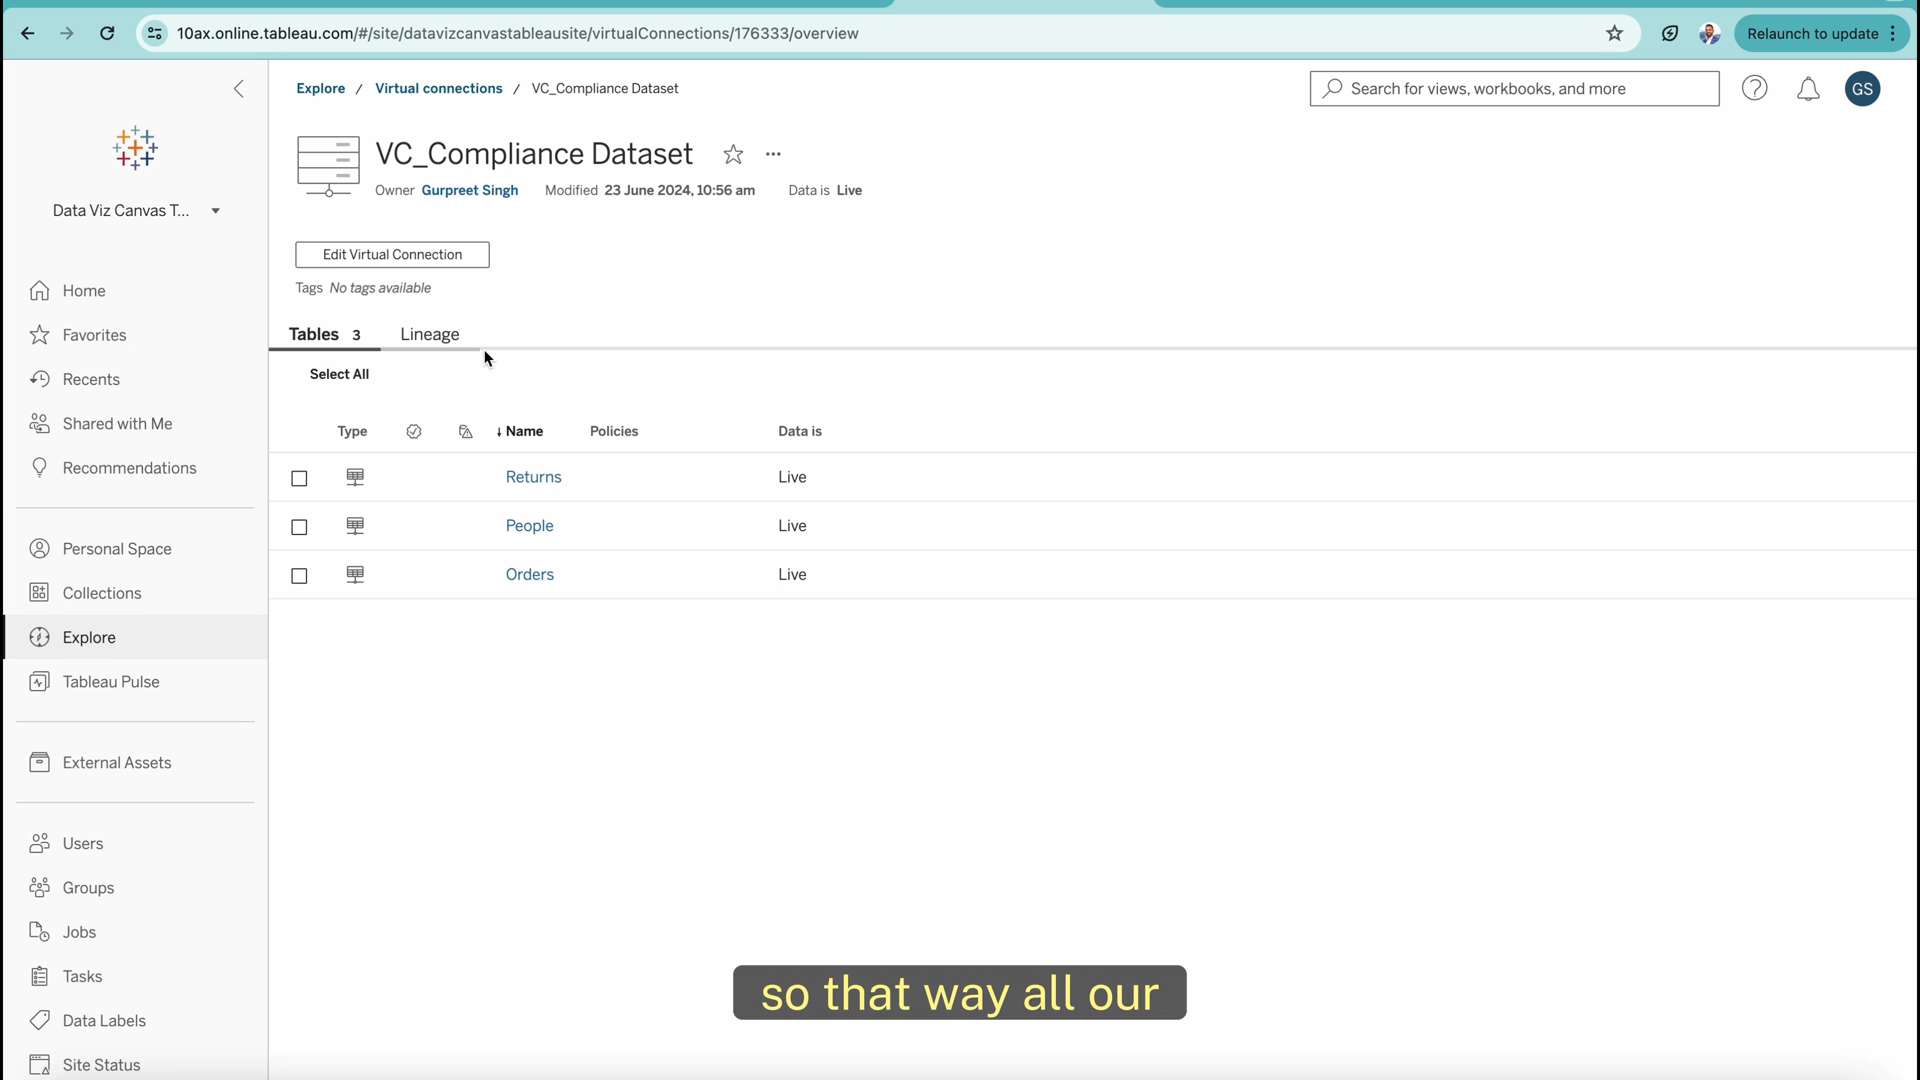 10ax.online.tableau.com/#/site/datavizcanvastableausite/virtualConnections/176333/overview
Relaunch to update
Explore / Virtual connections / VC_Compliance Dataset
Search for views, workbooks, and more
GS
VC_Compliance Dataset
Owner Gurpreet Singh Modified 23 June 2024, 10:56 am Data is Live
Data Viz Canvas T...
Edit Virtual Connection
Tags No tags available
Home
Favorites
Recents
Shared with Me
Recommendations
Personal Space
Collections
Explore
Tableau Pulse
External Assets
Users
Groups
Jobs
Tasks
Data Labels
Site Status
Tables 3 Lineage
Select All
Type ↓ Name Policies Data is
Returns Live
People Live
Orders Live
so that way all our